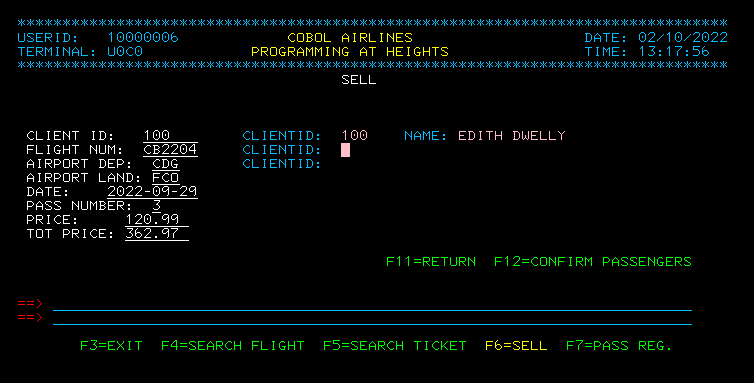 *******************************************************************************
USERID:   10000006            COBOL AIRLINES                   DATE: 02/10/2022
TERMINAL: U0C0            PROGRAMMING AT HEIGHTS               TIME: 13:17:56
*******************************************************************************
SELL
CLIENT ID:   100        CLIENTID:  100    NAME: EDITH DWELLY
FLIGHT NUM:  CB2204     CLIENTID:
AIRPORT DEP:  CDG       CLIENTID:
AIRPORT LAND: FCO
DATE:    2022-09-29
PASS NUMBER:  3
PRICE:     120.99
TOT PRICE: 362.97
F11=RETURN  F12=CONFIRM PASSENGERS
==>
==>
F3=EXIT  F4=SEARCH FLIGHT  F5=SEARCH TICKET  F6=SELL  F7=PASS REG.